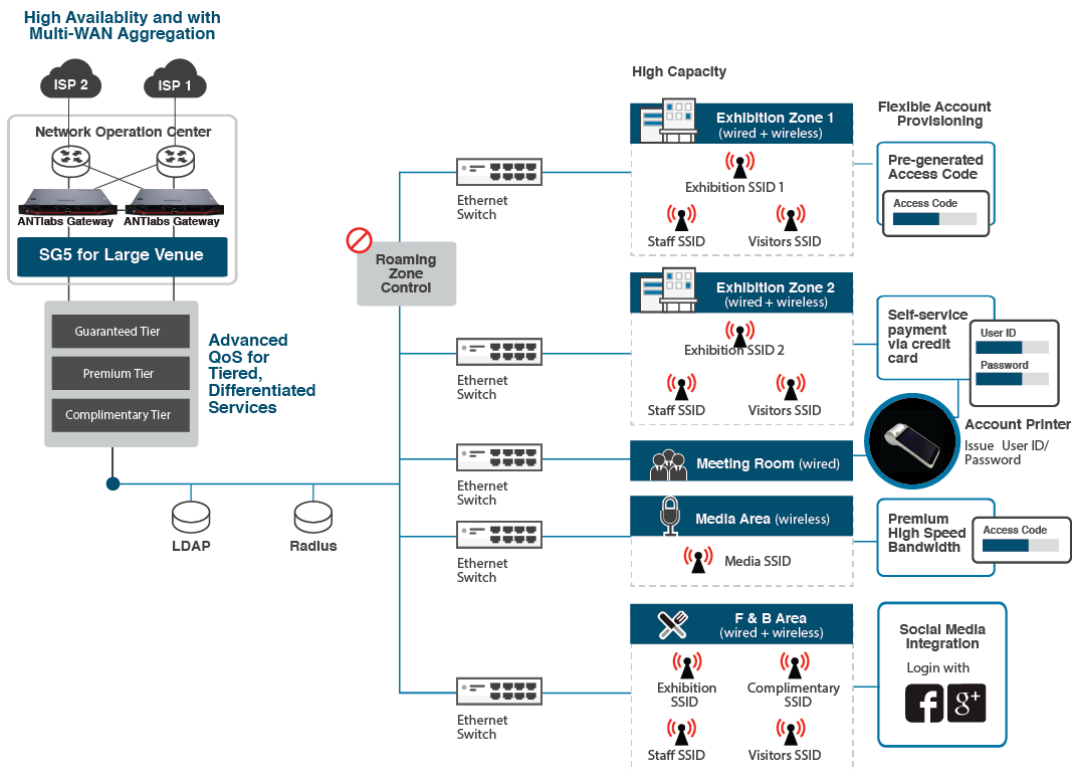 High Availablity and with
Multi-WAN Aggregation
ISP 2
ISP 1
Network Operation Center
ANTlabs Gateway
ANTlabs Gateway
SG5 for Large Venue
Guaranteed Tier
Premium Tier
Complimentary Tier
Advanced
QoS for
Tiered,
Differentiated
Services
LDAP
Radius
Roaming
Zone
Control
Ethernet
Switch
Ethernet
Switch
Ethernet
Switch
Ethernet
Switch
Ethernet
Switch
High Capacity
Exhibition Zone 1
(wired + wireless)
Exhibition SSID 1
Staff SSID
Visitors SSID
Exhibition Zone 2
(wired + wireless)
Exhibition SSID 2
Staff SSID
Visitors SSID
Meeting Room (wired)
Media Area (wireless)
Media SSID
F & B Area
(wired + wireless)
Exhibition
SSID
Complimentary
SSID
Staff SSID
Visitors SSID
Flexible Account
Provisioning
Pre-generated
Access Code
Access Code
Self-service
payment
via credit
card
User ID
Password
Account Printer
Issue User ID/
Password
Premium
High Speed
Bandwidth
Access Code
Social Media
Integration
Login with
f
g+